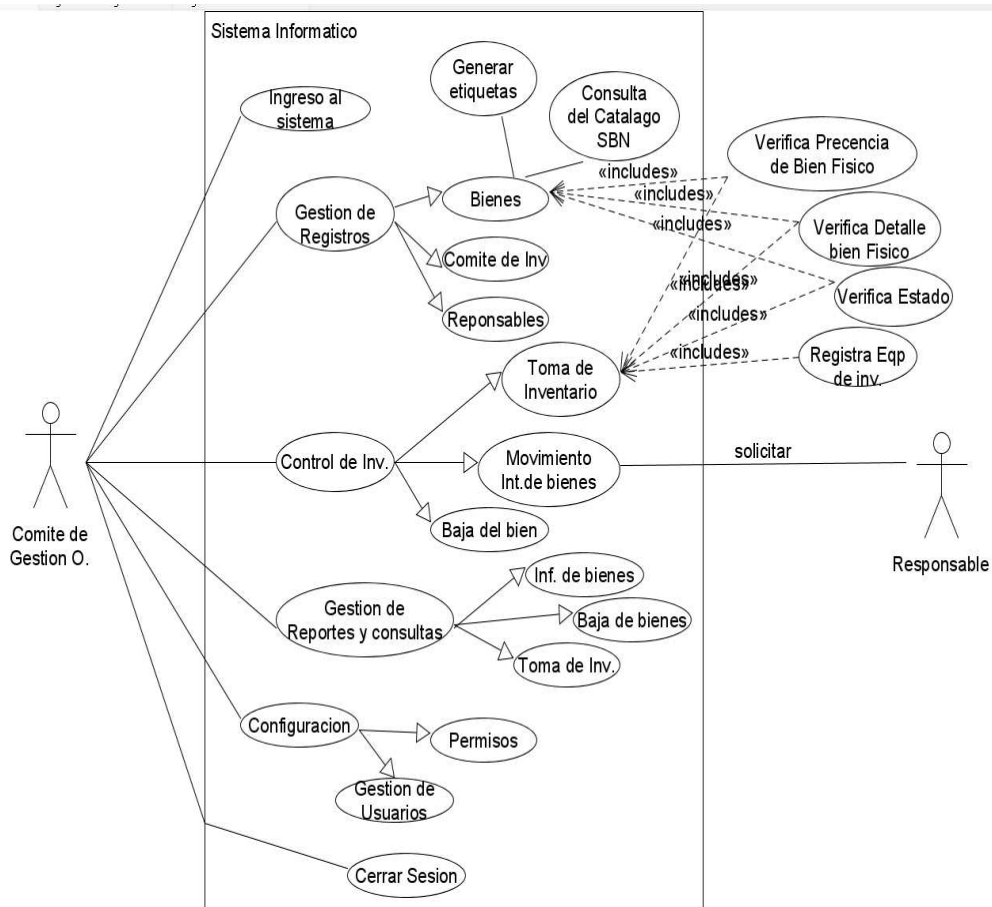 Sistema Informatico
Generar
etiquetas
Consulta
del Catalago
SBN
Ingreso al
sistema
Verifica Precencia
de Bien Fisico
«includes»
«includes»
«includes»
Bienes
Gestion de
Registros
Verifica Detalle
bien Fisico
Comite de Inv
«includes»
«includes»
Verifica Estado
Reponsables
«includes»
«includes»
Registra Eqp
de inv.
Toma de
Inventario
Control de Inv.
Movimiento
Int.de bienes
solicitar
Comite de
Gestion O.
Baja del bien
Responsable
Inf. de bienes
Gestion de
Reportes y consultas
Baja de bienes
Toma de Inv.
Configuracion
Permisos
Gestion de
Usuarios
Cerrar Sesion